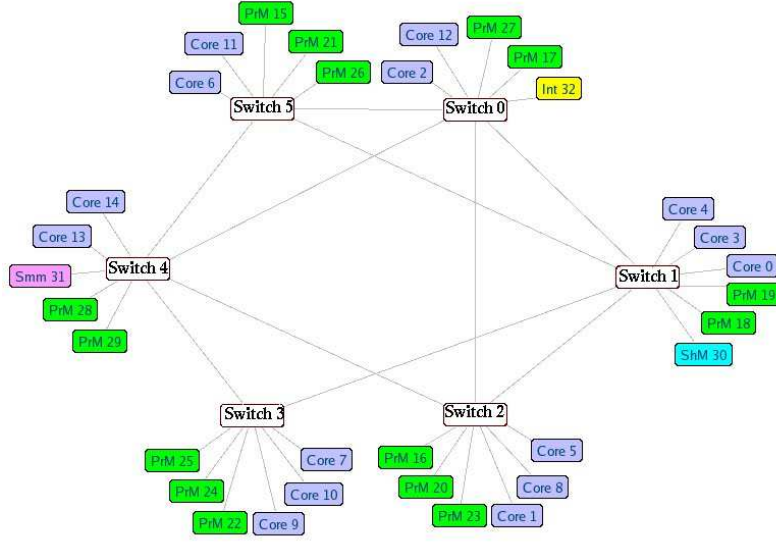 PrM 15
Core 11
PrM 21
Core 6
PrM 26
Switch 5
Core 12
PrM 27
PrM 17
Core 2
Int 32
Switch 0
Core 14
Core 13
Smm 31
Switch 4
PrM 28
PrM 29
Core 4
Core 3
Core 0
Switch 1
PrM 19
PrM 18
ShM 30
Switch 3
PrM 25
Core 7
PrM 24
Core 10
PrM 22
Core 9
Switch 2
PrM 16
Core 5
PrM 20
Core 8
PrM 23
Core 1